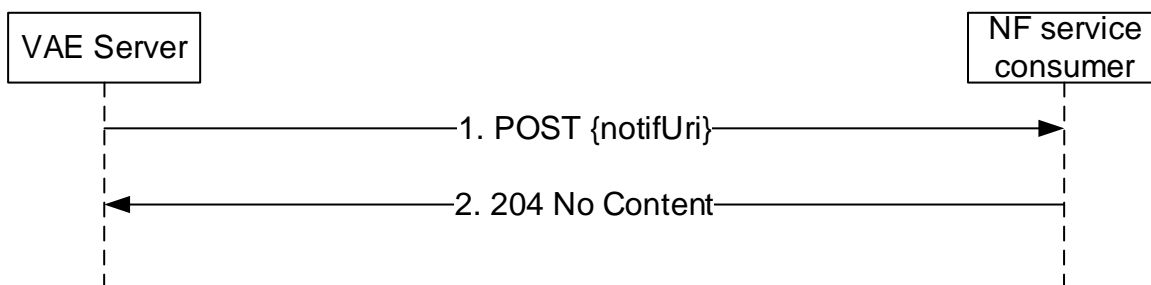 VAE Server
NF service
consumer
1. POST {notifUri}
2. 204 No Content